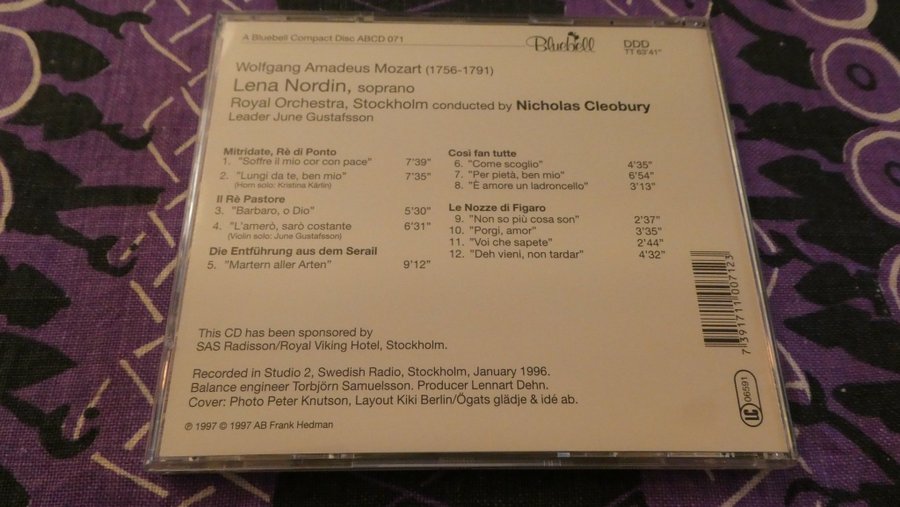 A Bluebell Compact Disc ABCD 071
Bluebell
DDD
TT 63'41"
Wolfgang Amadeus Mozart (1756-1791)
Lena Nordin, soprano
Royal Orchestra, Stockholm conducted by Nicholas Cleobury
Leader June Gustafsson
Mitridate, Rè di Ponto
1. "Soffre il mio cor con pace" 7'39"
2. "Lungi da te, ben mio" 7'35"
(Horn solo: Kristina Kärlin)
Il Rè Pastore
3. "Barbaro, o Dio" 5'30"
4. "L'amerò, sarò costante 6'31"
(Violin solo: June Gustafsson)
Die Entführung aus dem Serail
5. "Martern aller Arten" 9'12"
Così fan tutte
6. "Come scoglio" 4'35"
7. "Per pietà, ben mio" 6'54"
8. "È amore un ladroncello" 3'13"
Le Nozze di Figaro
9. "Non so più cosa son" 2'37"
10. "Porgi, amor" 3'35"
11. "Voi che sapete" 2'44"
12. "Deh vieni, non tardar" 4'32"
This CD has been sponsored by
SAS Radisson/Royal Viking Hotel, Stockholm.
Recorded in Studio 2, Swedish Radio, Stockholm, January 1996.
Balance engineer Torbjörn Samuelsson. Producer Lennart Dehn.
Cover: Photo Peter Knutson, Layout Kiki Berlin/Ögats glädje & idé ab.
℗ 1997 © 1997 AB Frank Hedman
7 391711 007123
LC 06591